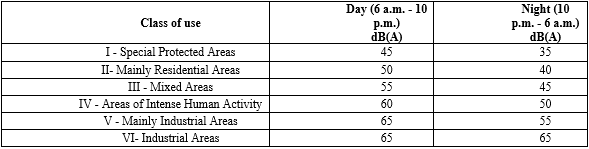 Class of use
Day (6 a.m. - 10
p.m.)
dB(A)
Night (10
p.m. - 6 a.m.)
dB(A)
I - Special Protected Areas 45 35
II- Mainly Residential Areas 50 40
III - Mixed Areas 55 45
IV - Areas of Intense Human Activity 60 50
V - Mainly Industrial Areas 65 55
VI- Industrial Areas 65 65